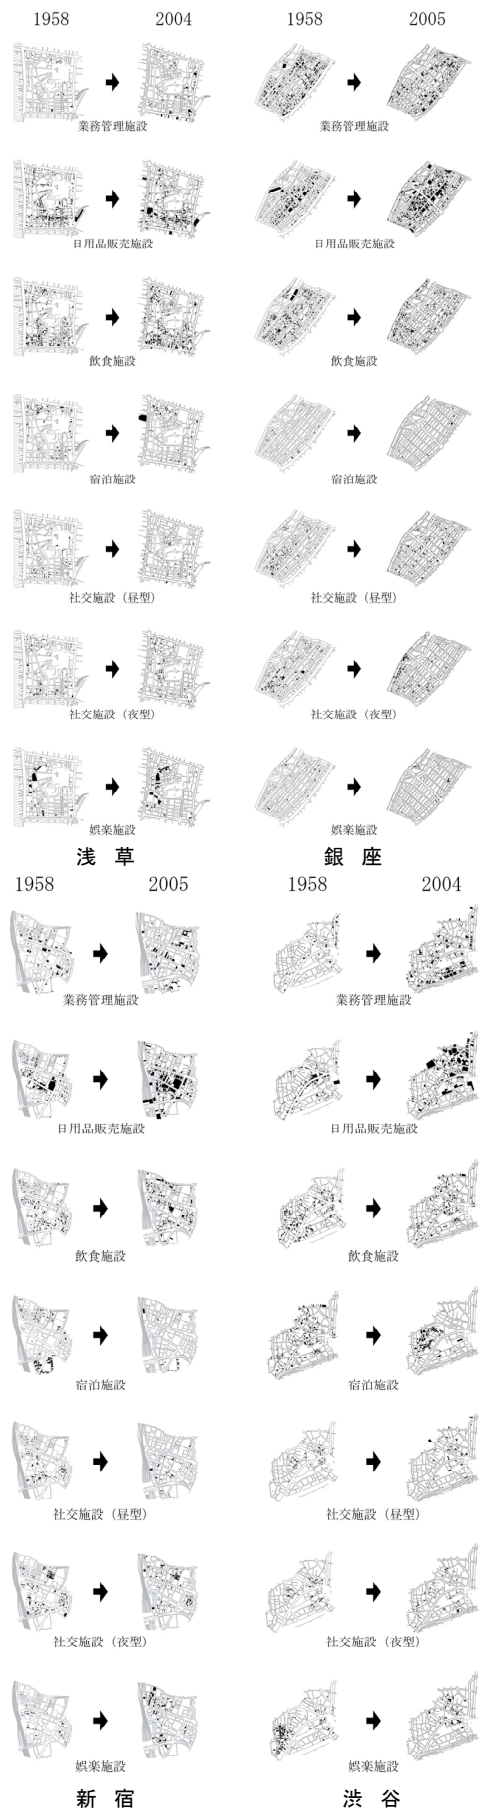 1958 2004 1958 2005
業務管理施設 業務管理施設
日用品販売施設 日用品販売施設
飲食施設 飲食施設
宿泊施設 宿泊施設
社交施設（昼型） 社交施設（昼型）
社交施設（夜型） 社交施設（夜型）
娯楽施設 娯楽施設
浅草 銀座
1958 2005 1958 2004
業務管理施設 業務管理施設
日用品販売施設 日用品販売施設
飲食施設 飲食施設
宿泊施設 宿泊施設
社交施設（昼型） 社交施設（昼型）
社交施設（夜型） 社交施設（夜型）
娯楽施設 娯楽施設
新宿 渋谷